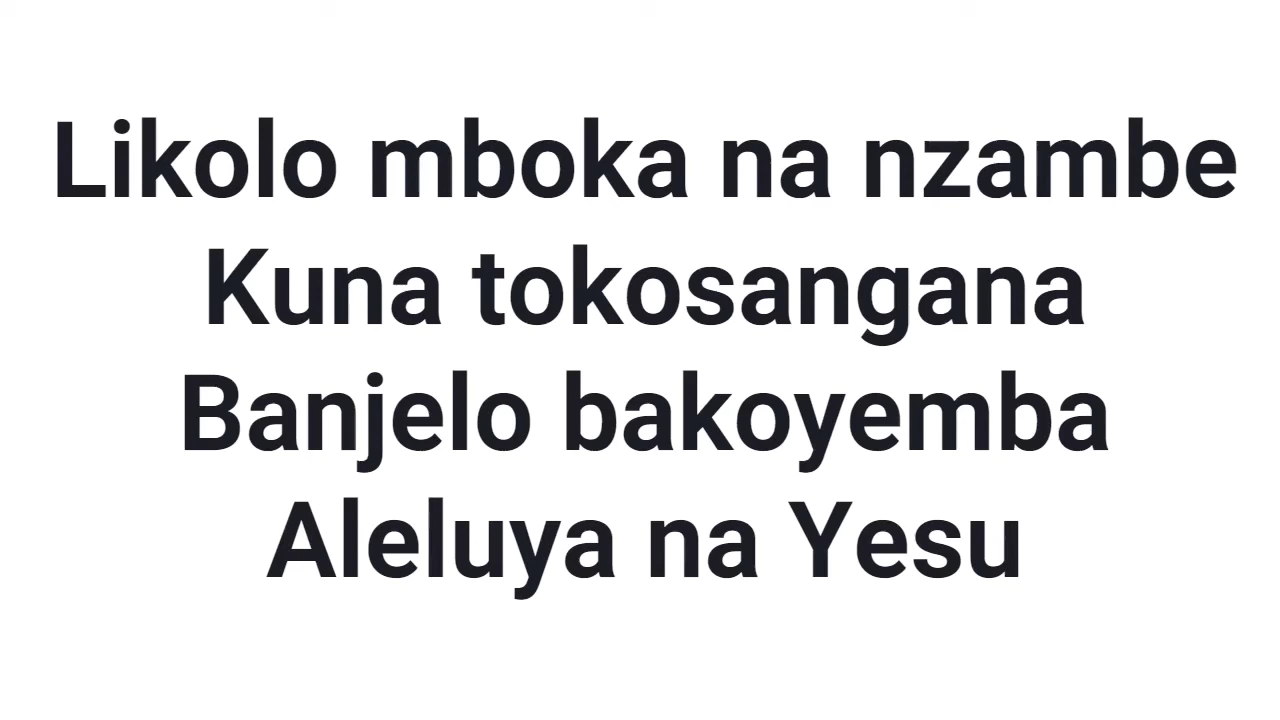 Likolo mboka na nzambe
Kuna tokosangana
Banjelo bakoyemba
Aleluya na Yesu